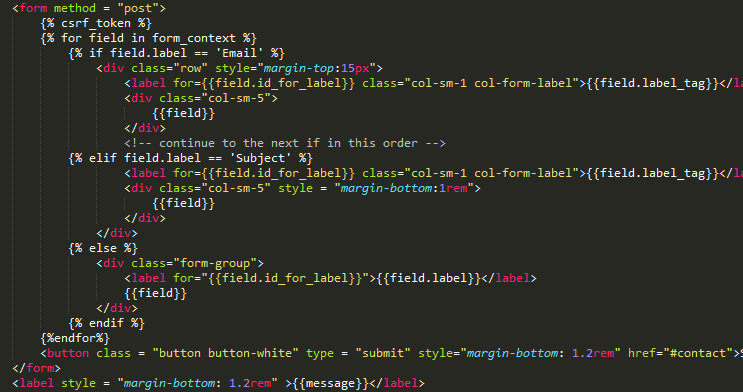 <form method = "post">
{% csrf_token %}
{% for field in form_context %}
{% if field.label == 'Email' %}
<div class="row" style="margin-top:15px">
<label for={{field.id_for_label}} class="col-sm-1 col-form-label">{{field.label_tag}}</la
<div class="col-sm-5">
{{field}}
</div>
<!-- continue to the next if in this order -->
{% elif field.label == 'Subject' %}
<label for={{field.id_for_label}} class="col-sm-1 col-form-label">{{field.label_tag}}</la
<div class="col-sm-5" style = "margin-bottom:1rem">
{{field}}
</div>
</div>
{% else %}
<div class="form-group">
<label for="{{field.id_for_label}}">{{field.label}}</label>
{{field}}
</div>
{% endif %}
{%endfor%}
<button class = "button button-white" type = "submit" style="margin-bottom: 1.2rem" href="#contact">S
</form>
<label style = "margin-bottom: 1.2rem" >{{message}}</label>